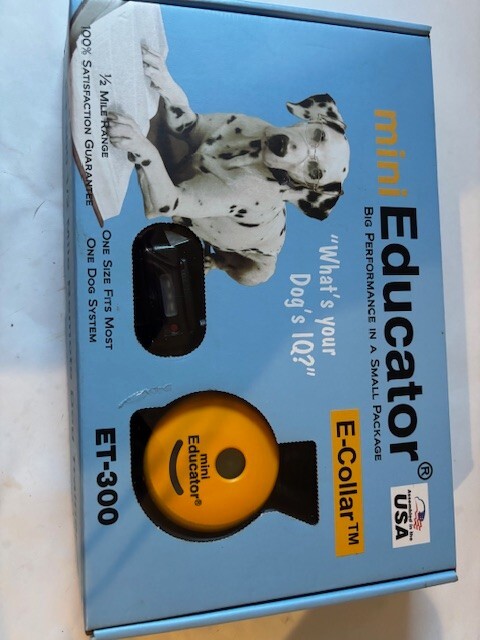 mini Educator®
BIG PERFORMANCE IN A SMALL PACKAGE
Assembled in the
USA
E-Collar™
"What's your
Dog's IQ?"
mini
Educator®
½ MILE RANGE
100% SATISFACTION GUARANTEE
ONE SIZE FITS MOST
ONE DOG SYSTEM
ET-300